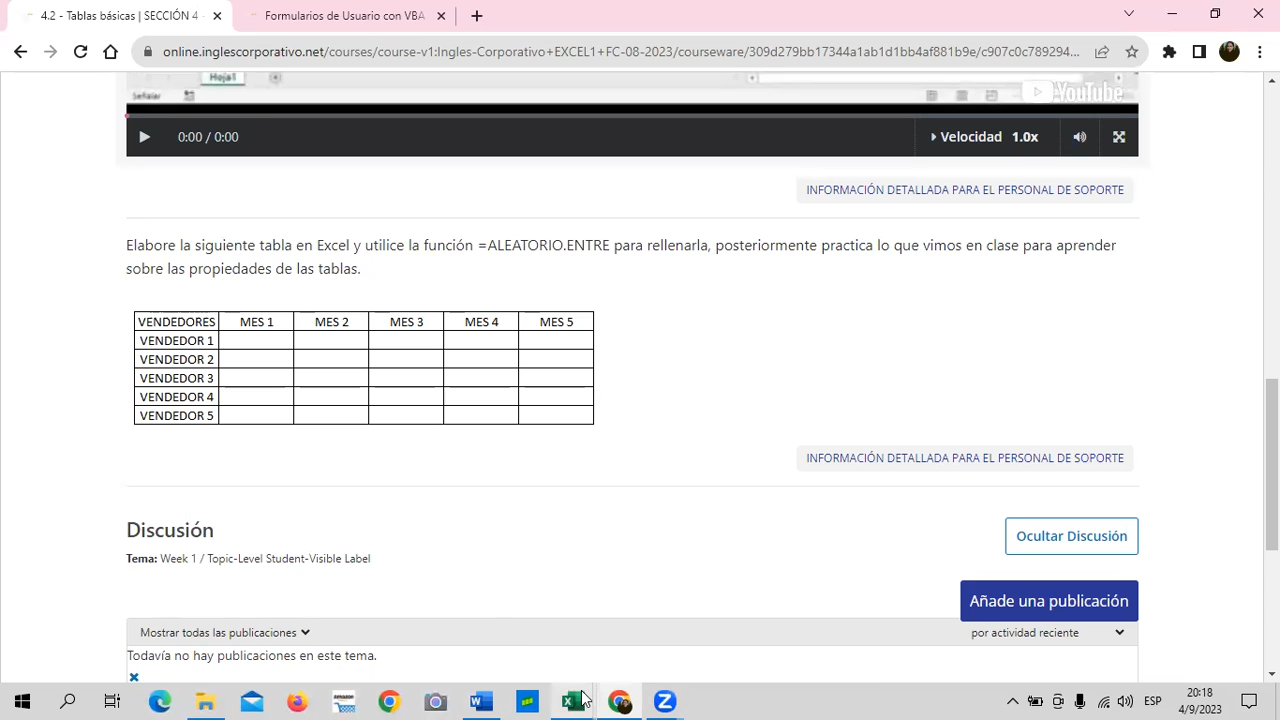 4.2 - Tablas básicas | SECCIÓN 4 -
Formularios de Usuario con VBA
online.inglescorporativo.net/courses/course-v1:Ingles-Corporativo+EXCEL1+FC-08-2023/courseware/309d279bb17344a1ab1d1bb4af881b9e/c907c0c789294...
Hoja1
Señalar
YouTube
0:00 / 0:00
Velocidad 1.0x
INFORMACIÓN DETALLADA PARA EL PERSONAL DE SOPORTE
Elabore la siguiente tabla en Excel y utilice la función =ALEATORIO.ENTRE para rellenarla, posteriormente practica lo que vimos en clase para aprender
sobre las propiedades de las tablas.
VENDEDORES MES 1 MES 2 MES 3 MES 4 MES 5
VENDEDOR 1
VENDEDOR 2
VENDEDOR 3
VENDEDOR 4
VENDEDOR 5
INFORMACIÓN DETALLADA PARA EL PERSONAL DE SOPORTE
Discusión
Ocultar Discusión
Tema: Week 1 / Topic-Level Student-Visible Label
Añade una publicación
Mostrar todas las publicaciones
por actividad reciente
Todavía no hay publicaciones en este tema.
ESP
20:18
4/9/2023